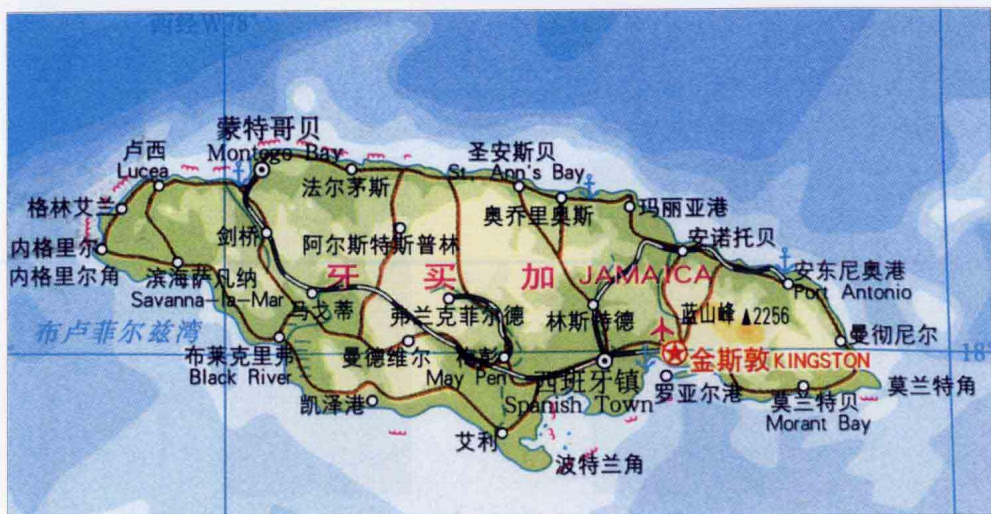 西经W78°
蒙特哥贝
Montego Bay
卢西
Lucea
法尔茅斯
圣安斯贝
St. Ann's Bay
格林艾兰
奥乔里奥斯
玛丽亚港
内格里尔
剑桥
阿尔斯特斯普林
安诺托贝
内格里尔角
滨海萨凡纳
Savanna-la-Mar
牙买加 JAMAICA
安东尼奥港
Port Antonio
马戈蒂
弗兰克菲尔德
林斯特德
蓝山峰 ▲2256
布卢菲尔兹湾
曼彻尼尔
布莱克里弗
Black River
曼德维尔
梅彭
May Pen
西班牙镇
Spanish Town
金斯敦 KINGSTON
18°
罗亚尔港
莫兰特角
凯泽港
莫兰特贝
Morant Bay
艾利
波特兰角